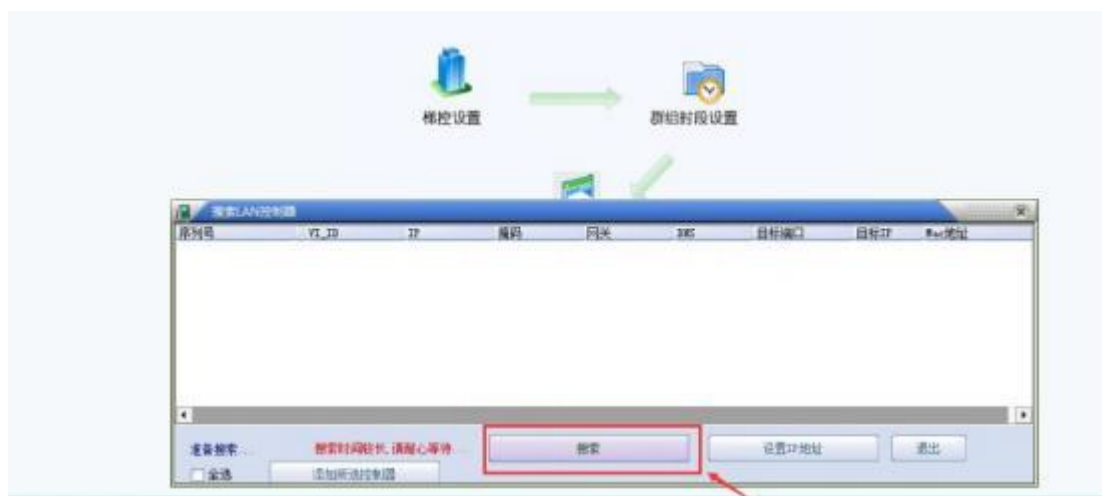 梯控设置
群组时段设置
搜索LAN控制器
序列号 VI_ID IP 掩码 网关 DNS 目标端口 目标IP Mac地址
准备搜索... 搜索时间较长,请耐心等待... 搜索 设置IP地址 退出
全选 添加所选控制器